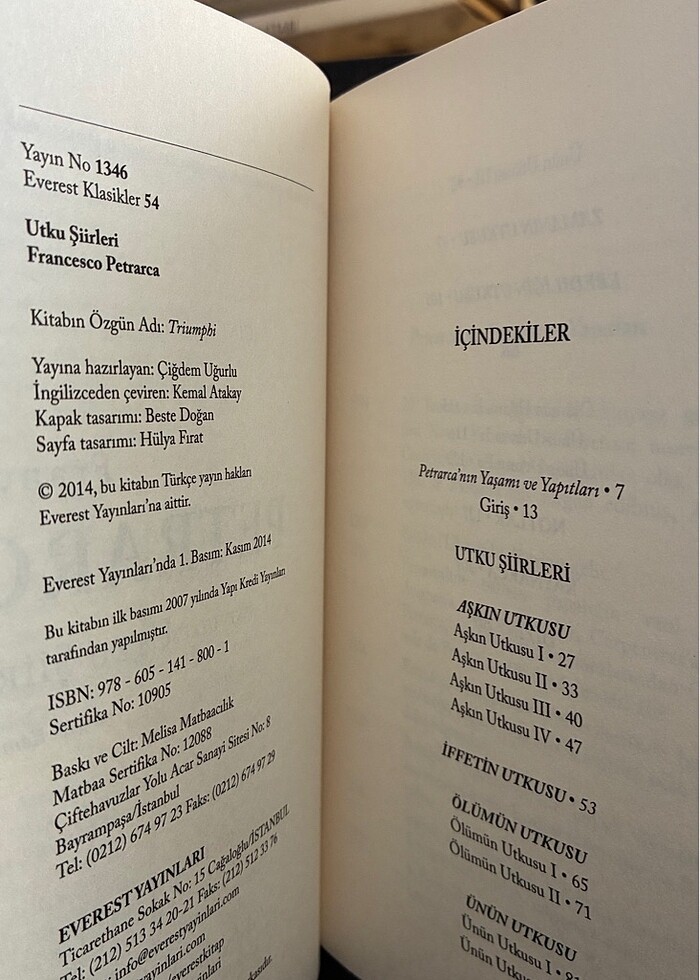 Yayın No 1346
Everest Klasikler 54
Utku Şiirleri
Francesco Petrarca
Kitabın Özgün Adı: Triumphi
Yayına hazırlayan: Çiğdem Uğurlu
İngilizceden çeviren: Kemal Atakay
Kapak tasarımı: Beste Doğan
Sayfa tasarımı: Hülya Fırat
© 2014, bu kitabın Türkçe yayın hakları
Everest Yayınları'na aittir.
Everest Yayınları'nda 1. Basım: Kasım 2014
Bu kitabın ilk basımı 2007 yılında Yapı Kredi Yayınları
tarafından yapılmıştır.
ISBN: 978 - 605 - 141 - 800 - 1
Sertifika No: 10905
Baskı ve Cilt: Melisa Matbaacılık
Matbaa Sertifika No: 12088
Çiftehavuzlar Yolu Acar Sanayi Sitesi No: 8
Bayrampaşa/İstanbul
Tel: (0212) 674 97 23 Faks: (0212) 674 97 29
EVEREST YAYINLARI
Ticarethane Sokak No: 15 Cağaloğlu/İSTANBUL
Tel: (212) 513 34 20-21 Faks: (212) 512 33 76
info@everestyayinlari.com
İÇİNDEKİLER
Petrarca'nın Yaşamı ve Yapıtları • 7
Giriş • 13
UTKU ŞİİRLERİ
AŞKIN UTKUSU
Aşkın Utkusu I • 27
Aşkın Utkusu II • 33
Aşkın Utkusu III • 40
Aşkın Utkusu IV • 47
İFFETİN UTKUSU • 53
ÖLÜMÜN UTKUSU
Ölümün Utkusu I • 65
Ölümün Utkusu II • 71
ÜNÜN UTKUSU
Ünün Utkusu I •
Ünün Utkusu